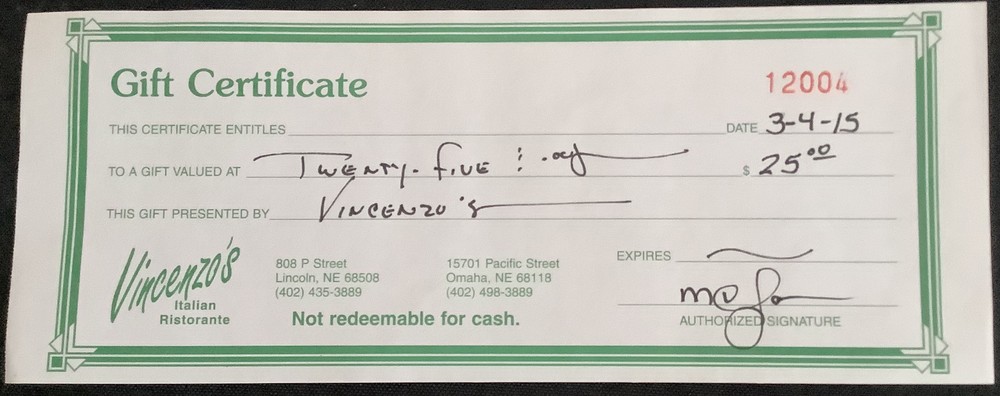 Gift Certificate
12004
THIS CERTIFICATE ENTITLES
DATE 3-4-15
TO A GIFT VALUED AT TWENTY-FIVE
$ 25⁰⁰
THIS GIFT PRESENTED BY VINCENZO'S
Vincenzo's
Italian
Ristorante
808 P Street
Lincoln, NE 68508
(402) 435-3889
15701 Pacific Street
Omaha, NE 68118
(402) 498-3889
Not redeemable for cash.
EXPIRES
AUTHORIZED SIGNATURE